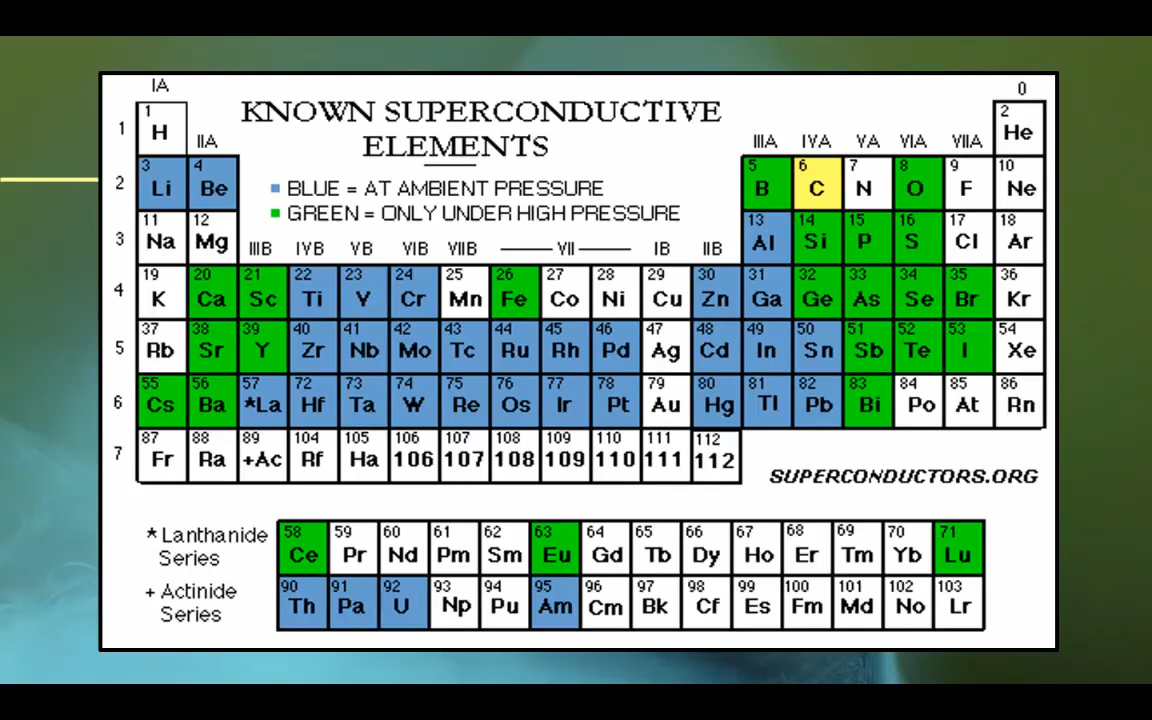 IA
0
KNOWN SUPERCONDUCTIVE
ELEMENTS
IIA
IIIA IVA VA VIA VIIA
1
1 H
2 He
2
3 Li
4 Be
BLUE = AT AMBIENT PRESSURE
GREEN = ONLY UNDER HIGH PRESSURE
5 B
6 C
7 N
8 O
9 F
10 Ne
3
11 Na
12 Mg
IIIB IVB VB VIB VIIB VII IB IIB
13 Al
14 Si
15 P
16 S
17 Cl
18 Ar
4
19 K
20 Ca
21 Sc
22 Ti
23 V
24 Cr
25 Mn
26 Fe
27 Co
28 Ni
29 Cu
30 Zn
31 Ga
32 Ge
33 As
34 Se
35 Br
36 Kr
5
37 Rb
38 Sr
39 Y
40 Zr
41 Nb
42 Mo
43 Tc
44 Ru
45 Rh
46 Pd
47 Ag
48 Cd
49 In
50 Sn
51 Sb
52 Te
53 I
54 Xe
6
55 Cs
56 Ba
57 *La
72 Hf
73 Ta
74 W
75 Re
76 Os
77 Ir
78 Pt
79 Au
80 Hg
81 Tl
82 Pb
83 Bi
84 Po
85 At
86 Rn
7
87 Fr
88 Ra
89 +Ac
104 Rf
105 Ha
106 106
107 107
108 108
109 109
110 110
111 111
112 112
SUPERCONDUCTORS.ORG
* Lanthanide
Series
58 Ce
59 Pr
60 Nd
61 Pm
62 Sm
63 Eu
64 Gd
65 Tb
66 Dy
67 Ho
68 Er
69 Tm
70 Yb
71 Lu
+ Actinide
Series
90 Th
91 Pa
92 U
93 Np
94 Pu
95 Am
96 Cm
97 Bk
98 Cf
99 Es
100 Fm
101 Md
102 No
103 Lr